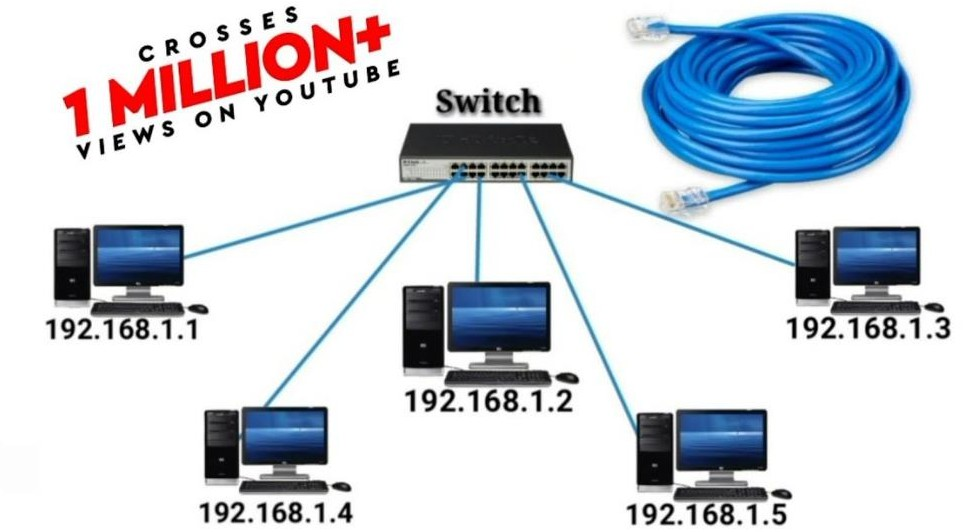 CROSSES
1 MILLION+
VIEWS ON YOUTUBE
Switch
D-Link
192.168.1.1
192.168.1.2
192.168.1.3
192.168.1.4
192.168.1.5